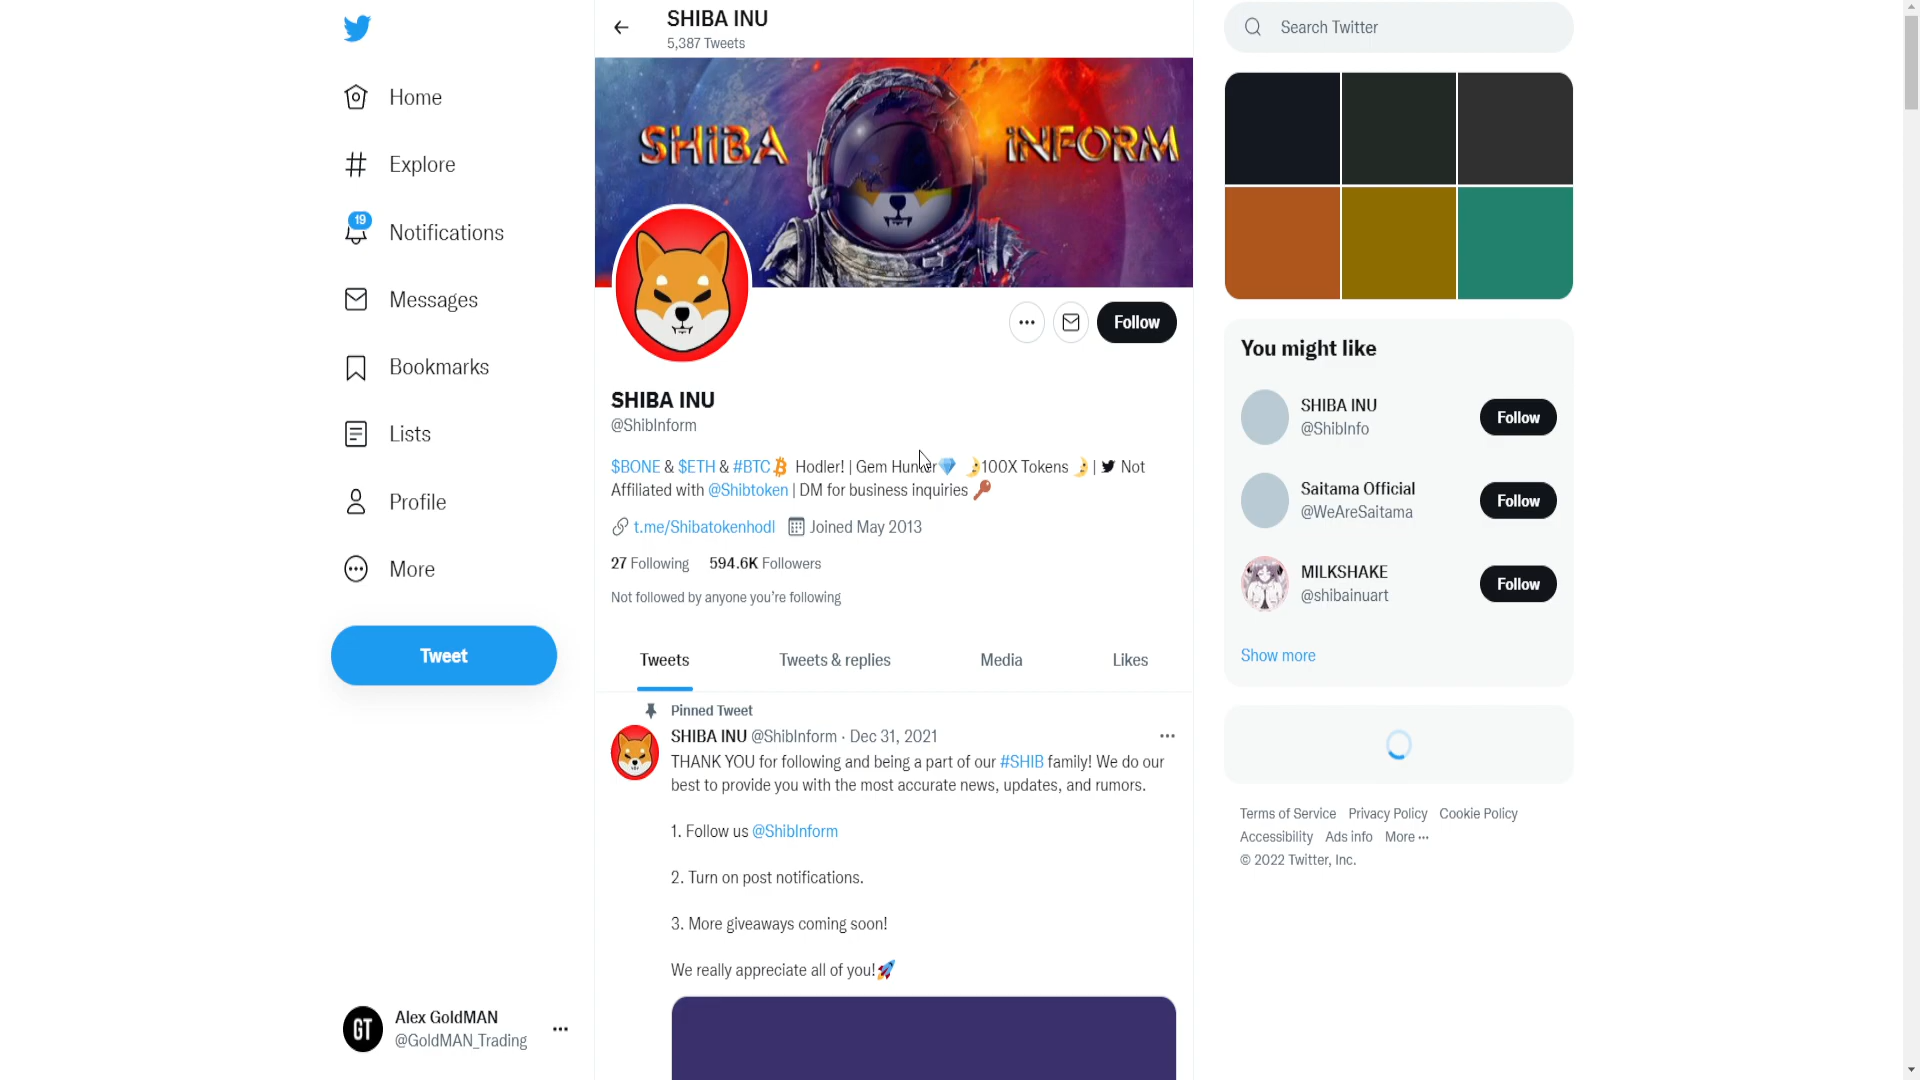 Home
Explore
19
Notifications
Messages
Bookmarks
Lists
Profile
More
Tweet
GT
Alex GoldMAN
@GoldMAN_Trading
SHIBA INU
5,387 Tweets
SHiBA iNFORM
Follow
SHIBA INU
@ShibInform
$BONE & $ETH & #BTC Hodler! | Gem Hunter💎 🌛100X Tokens 🌛 | Not
Affiliated with @Shibtoken | DM for business inquiries 🔑
t.me/Shibatokenhodl Joined May 2013
27 Following 594.6K Followers
Not followed by anyone you’re following
Tweets Tweets & replies Media Likes
Pinned Tweet
SHIBA INU @ShibInform · Dec 31, 2021
THANK YOU for following and being a part of our #SHIB family! We do our
best to provide you with the most accurate news, updates, and rumors.
1. Follow us @ShibInform
2. Turn on post notifications.
3. More giveaways coming soon!
We really appreciate all of you!🚀
Search Twitter
You might like
SHIBA INU
@ShibInfo
Follow
Saitama Official
@WeAreSaitama
Follow
MILKSHAKE
@shibainuart
Follow
Show more
Terms of Service Privacy Policy Cookie Policy
Accessibility Ads info More ···
© 2022 Twitter, Inc.